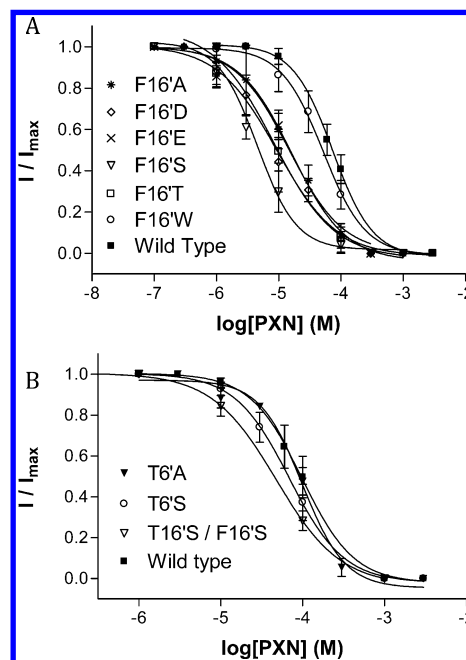 A
I / Imax
1.0
0.8
0.6
0.4
0.2
0.0
F16'A
F16'D
F16'E
F16'S
F16'T
F16'W
Wild Type
-8 -7 -6 -5 -4 -3 -2
log[PXN] (M)
B
I / Imax
1.0
0.8
0.6
0.4
0.2
0.0
T6'A
T6'S
T16'S / F16'S
Wild type
-6 -5 -4 -3 -2
log[PXN] (M)